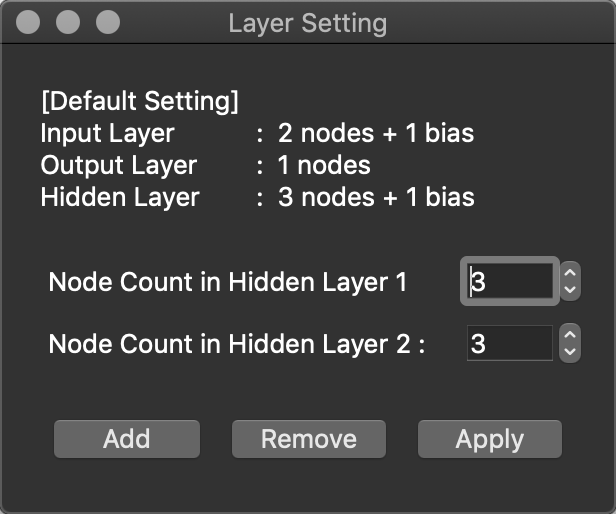 Layer Setting
[Default Setting]
Input Layer : 2 nodes + 1 bias
Output Layer : 1 nodes
Hidden Layer : 3 nodes + 1 bias
Node Count in Hidden Layer 1 3
Node Count in Hidden Layer 2 : 3
Add Remove Apply